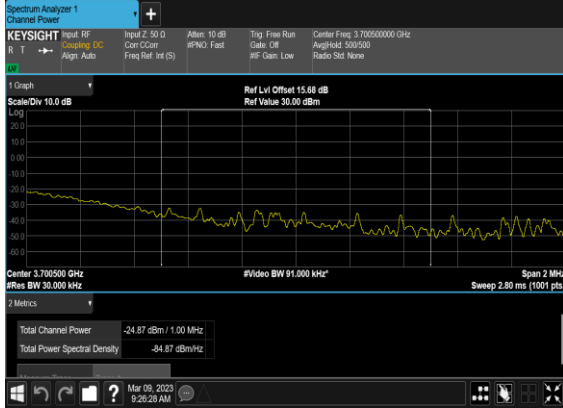 Spectrum Analyzer 1
Channel Power
+
KEYSIGHT Input: RF Input Z: 50 Ω Atten: 10 dB Trig: Free Run Center Freq: 3.700500000 GHz
R T Coupling: DC Corr CCorr #PNO: Fast Gate: Off Avg|Hold: 500/500
Align: Auto Freq Ref: Int (S) #IF Gain: Low Radio Std: None
1 Graph
Ref Lvl Offset 15.68 dB
Scale/Div 10.0 dB Ref Value 30.00 dBm
Log
20.0
10.0
0.00
-10.0
-20.0
-30.0
-40.0
-50.0
-60.0
Center 3.700500 GHz #Video BW 91.000 kHz* Span 2 MHz
#Res BW 30.000 kHz Sweep 2.80 ms (1001 pts
2 Metrics
Total Channel Power -24.87 dBm / 1.00 MHz
Total Power Spectral Density -84.87 dBm/Hz
? Mar 09, 2023
9:26:28 AM